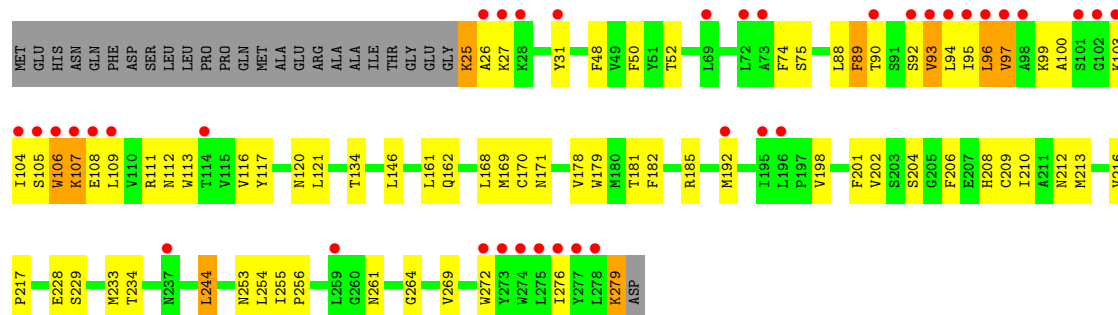 MET GLU HIS ASN GLN PHE ASP SER LEU LEU PRO PRO GLN MET ALA GLU ARG ALA ALA ILE THR GLY GLU GLY K25 A26 K27 K28 Y31 F48 V49 F50 Y51 T52 L69 L72 A73 F74 S75 L88 F89 T90 S91 S92 V93 L94 I95 L96 V97 A98 K99 A100 S101 G102 K103
I104 S105 W106 K107 E108 L109 V110 R111 N112 W113 T114 V115 V116 Y117 N120 L121 T134 L146 L161 Q162 L168 M169 C170 N171 V178 W179 M180 T181 F182 R185 M192 I195 L196 P197 V198 F201 V202 S203 S204 G205 F206 E207 H208 C209 I210 A211 N212 M213 V216
P217 E228 S229 M233 T234 N237 L244 N253 L254 I255 P256 L259 G260 N261 G264 V269 W272 Y273 W274 L275 I276 Y277 L278 K279 ASP